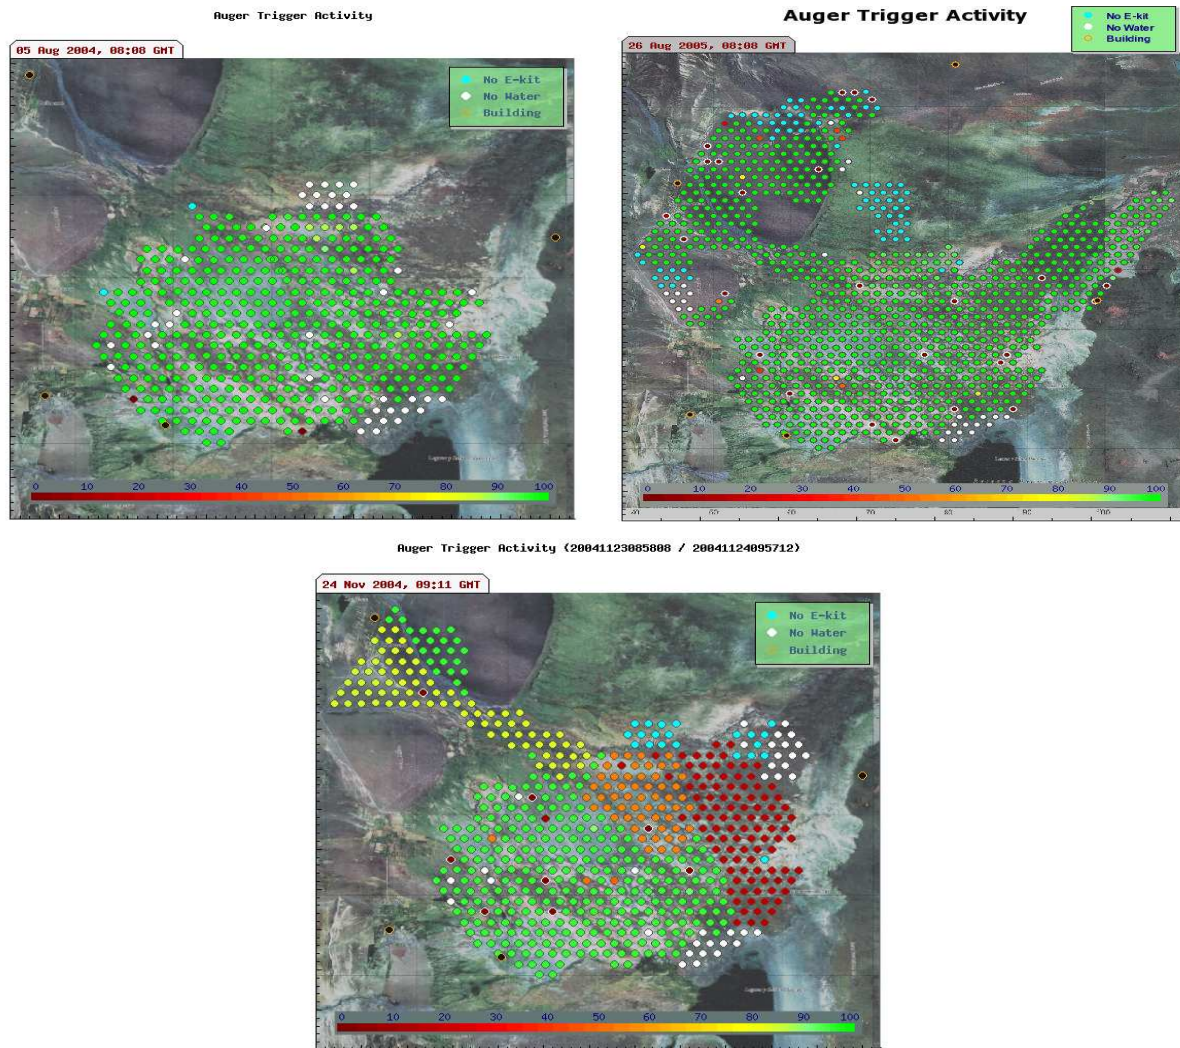 Auger Trigger Activity
05 Aug 2004, 08:08 GMT
No E-kit
No Water
Building
0 10 20 30 40 50 60 70 80 90 100
Auger Trigger Activity
26 Aug 2005, 08:08 GMT
No E-kit
No Water
Building
0 10 20 30 40 50 60 70 80 90 100
Auger Trigger Activity (20041123085808 / 20041124095712)
24 Nov 2004, 09:11 GMT
No E-kit
No Water
Building
0 10 20 30 40 50 60 70 80 90 100